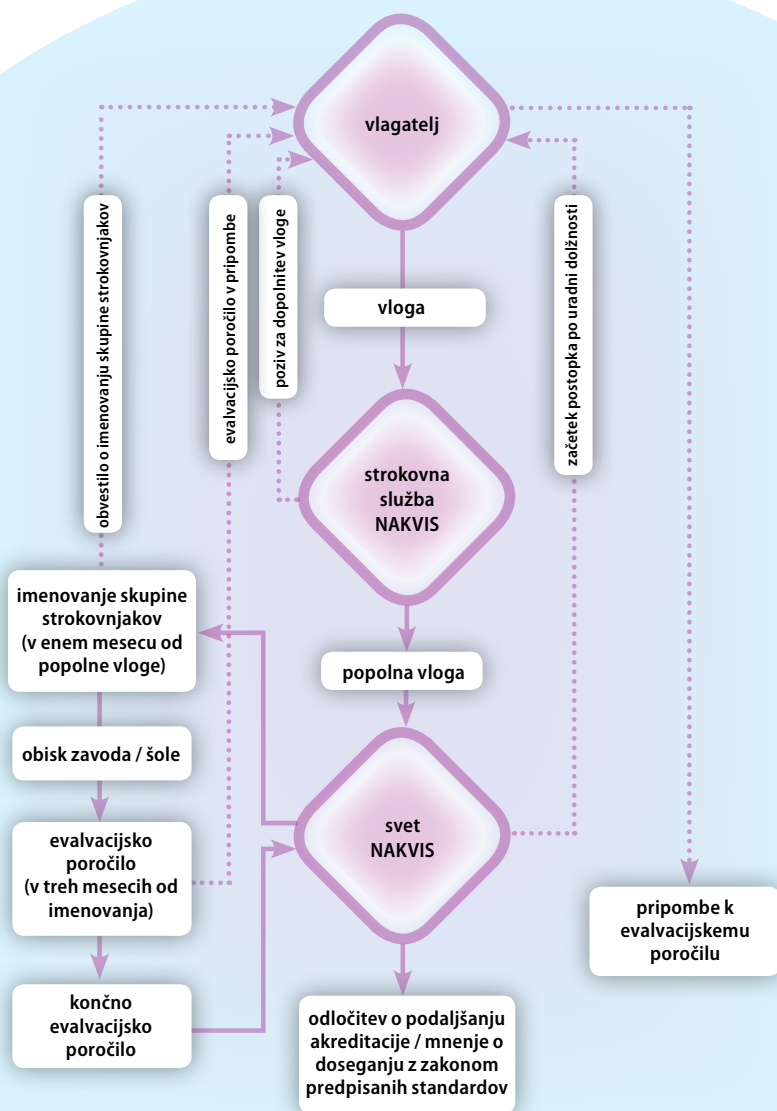 vlagatelj
obvestilo o imenovanju skupine strokovnjakov
evalvacijsko poročilo v pripombe
poziv za dopolnitev vloge
začetek postopka po uradni dolžnosti
vloga
strokovna
služba
NAKVIS
imenovanje skupine
strokovnjakov
(v enem mesecu od
popolne vloge)
popolna vloga
obisk zavoda / šole
svet
NAKVIS
evalvacijsko
poročilo
(v treh mesecih od
imenovanja)
pripombe k
evalvacijskemu
poročilu
končno
evalvacijsko
poročilo
odločitev o podaljšanju
akreditacije / mnenje o
doseganju z zakonom
predpisanih standardov